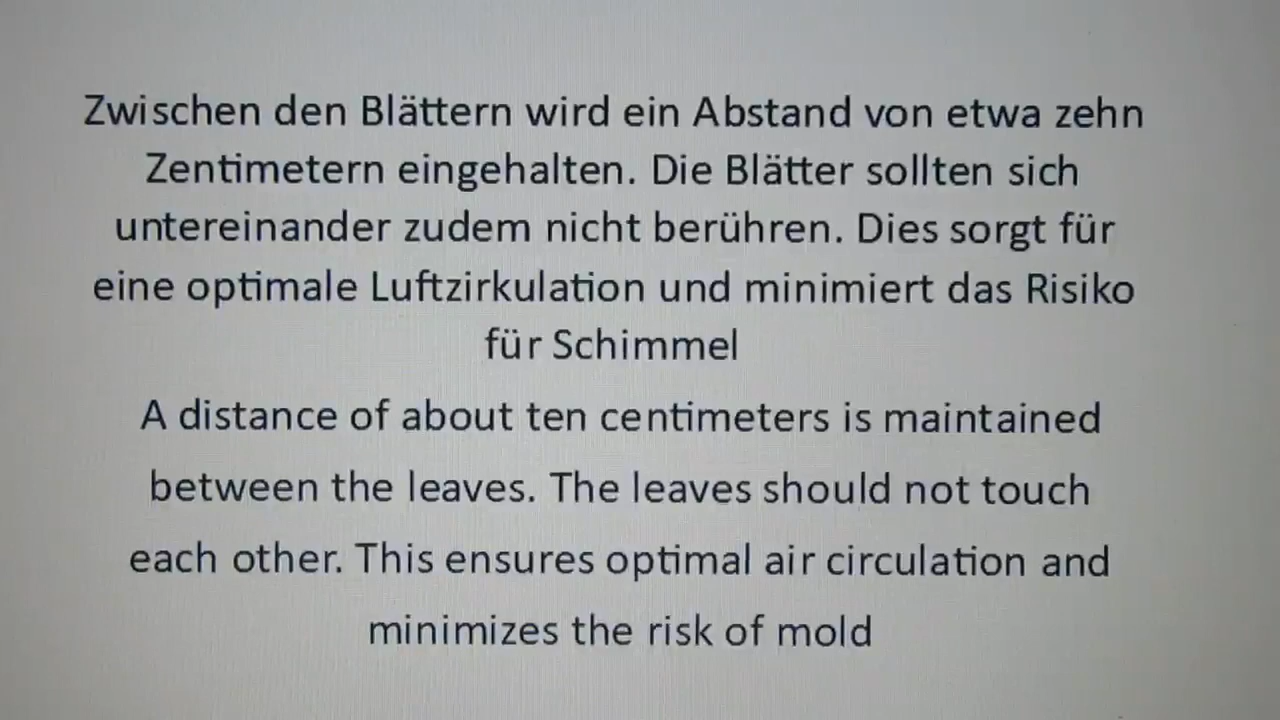 Zwischen den Blättern wird ein Abstand von etwa zehn
Zentimetern eingehalten. Die Blätter sollten sich
untereinander zudem nicht berühren. Dies sorgt für
eine optimale Luftzirkulation und minimiert das Risiko
für Schimmel
A distance of about ten centimeters is maintained
between the leaves. The leaves should not touch
each other. This ensures optimal air circulation and
minimizes the risk of mold